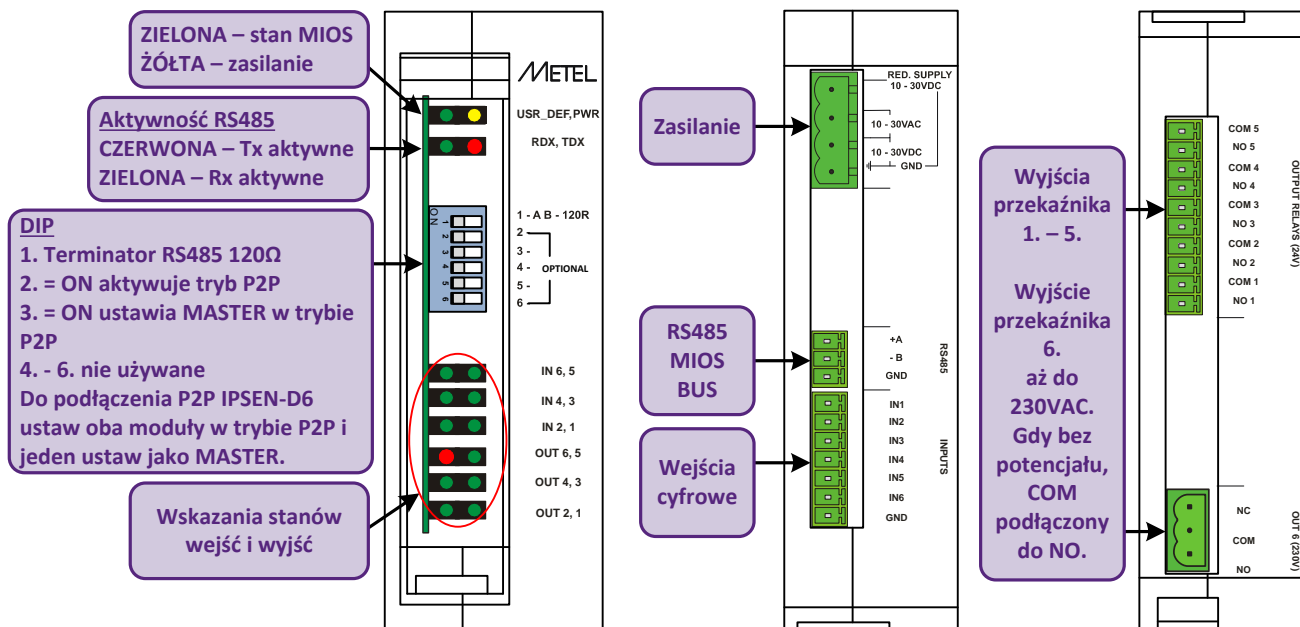 ZIELONA – stan MIOS
ŻÓŁTA – zasilanie
Aktywność RS485
CZERWONA – Tx aktywne
ZIELONA – Rx aktywne
DIP
1. Terminator RS485 120Ω
2. = ON aktywuje tryb P2P
3. = ON ustawia MASTER w trybie
P2P
4. - 6. nie używane
Do podłączenia P2P IPSEN-D6
ustaw oba moduły w trybie P2P i
jeden ustaw jako MASTER.
Wskazania stanów
wejść i wyjść
METEL
USR_DEF,PWR
RDX, TDX
ON
1
2
3
4
5
6
1 - A B - 120R
2 -
3 -
4 -
5 -
6 -
OPTIONAL
IN 6, 5
IN 4, 3
IN 2, 1
OUT 6, 5
OUT 4, 3
OUT 2, 1
Zasilanie
RED. SUPPLY
10 - 30VDC
10 - 30VAC
10 - 30VDC
GND
RS485
MIOS
BUS
+A
- B
GND
RS485
Wejścia
cyfrowe
IN1
IN2
IN3
IN4
IN5
IN6
GND
INPUTS
Wyjścia
przekaźnika
1. – 5.
Wyjście
przekaźnika
6.
aż do
230VAC.
Gdy bez
potencjału,
COM
podłączony
do NO.
COM 5
NO 5
COM 4
NO 4
COM 3
NO 3
COM 2
NO 2
COM 1
NO 1
OUTPUT RELAYS (24V)
NC
COM
NO
OUT 6 (230V)